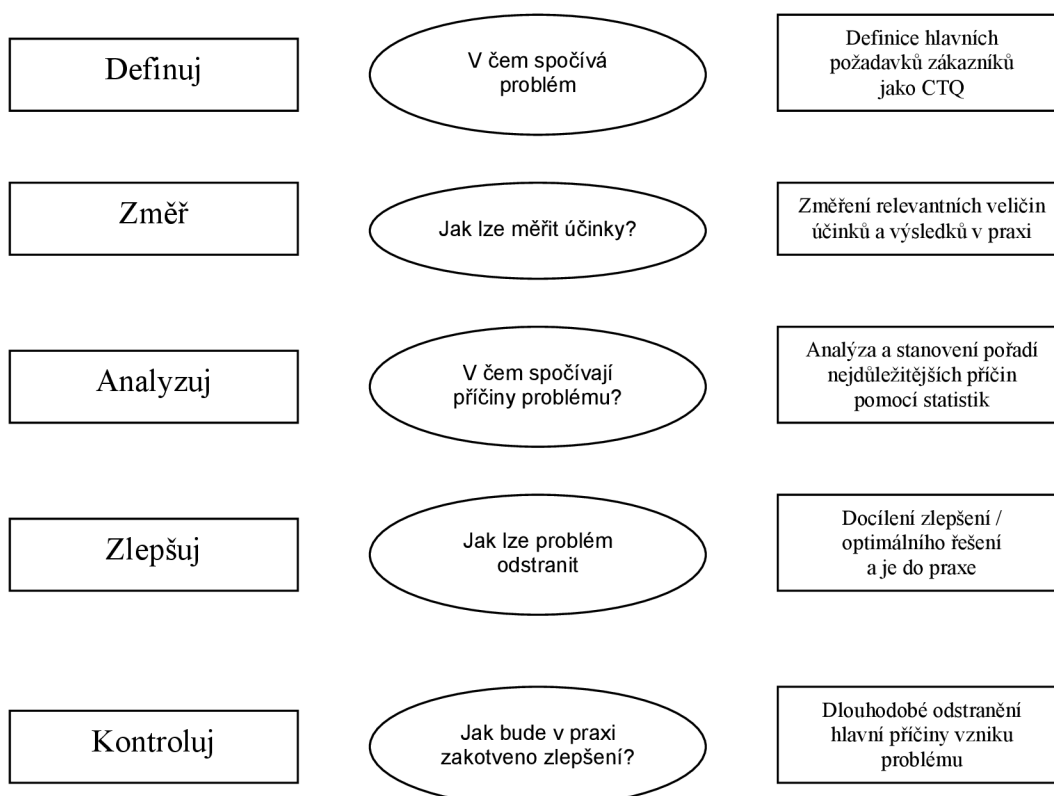 Definuj
V čem spočívá
problém
Definice hlavních
požadavků zákazníků
jako CTQ
Změř
Jak lze měřit účinky?
Změření relevantních veličin
účinků a výsledků v praxi
Analyzuj
V čem spočívají
příčiny problému?
Analýza a stanovení pořadí
nejdůležitějších příčin
pomocí statistik
Zlepšuj
Jak lze problém
odstranit
Docílení zlepšení /
optimálního řešení
a je do praxe
Kontroluj
Jak bude v praxi
zakotveno zlepšení?
Dlouhodobé odstranění
hlavní příčiny vzniku
problému